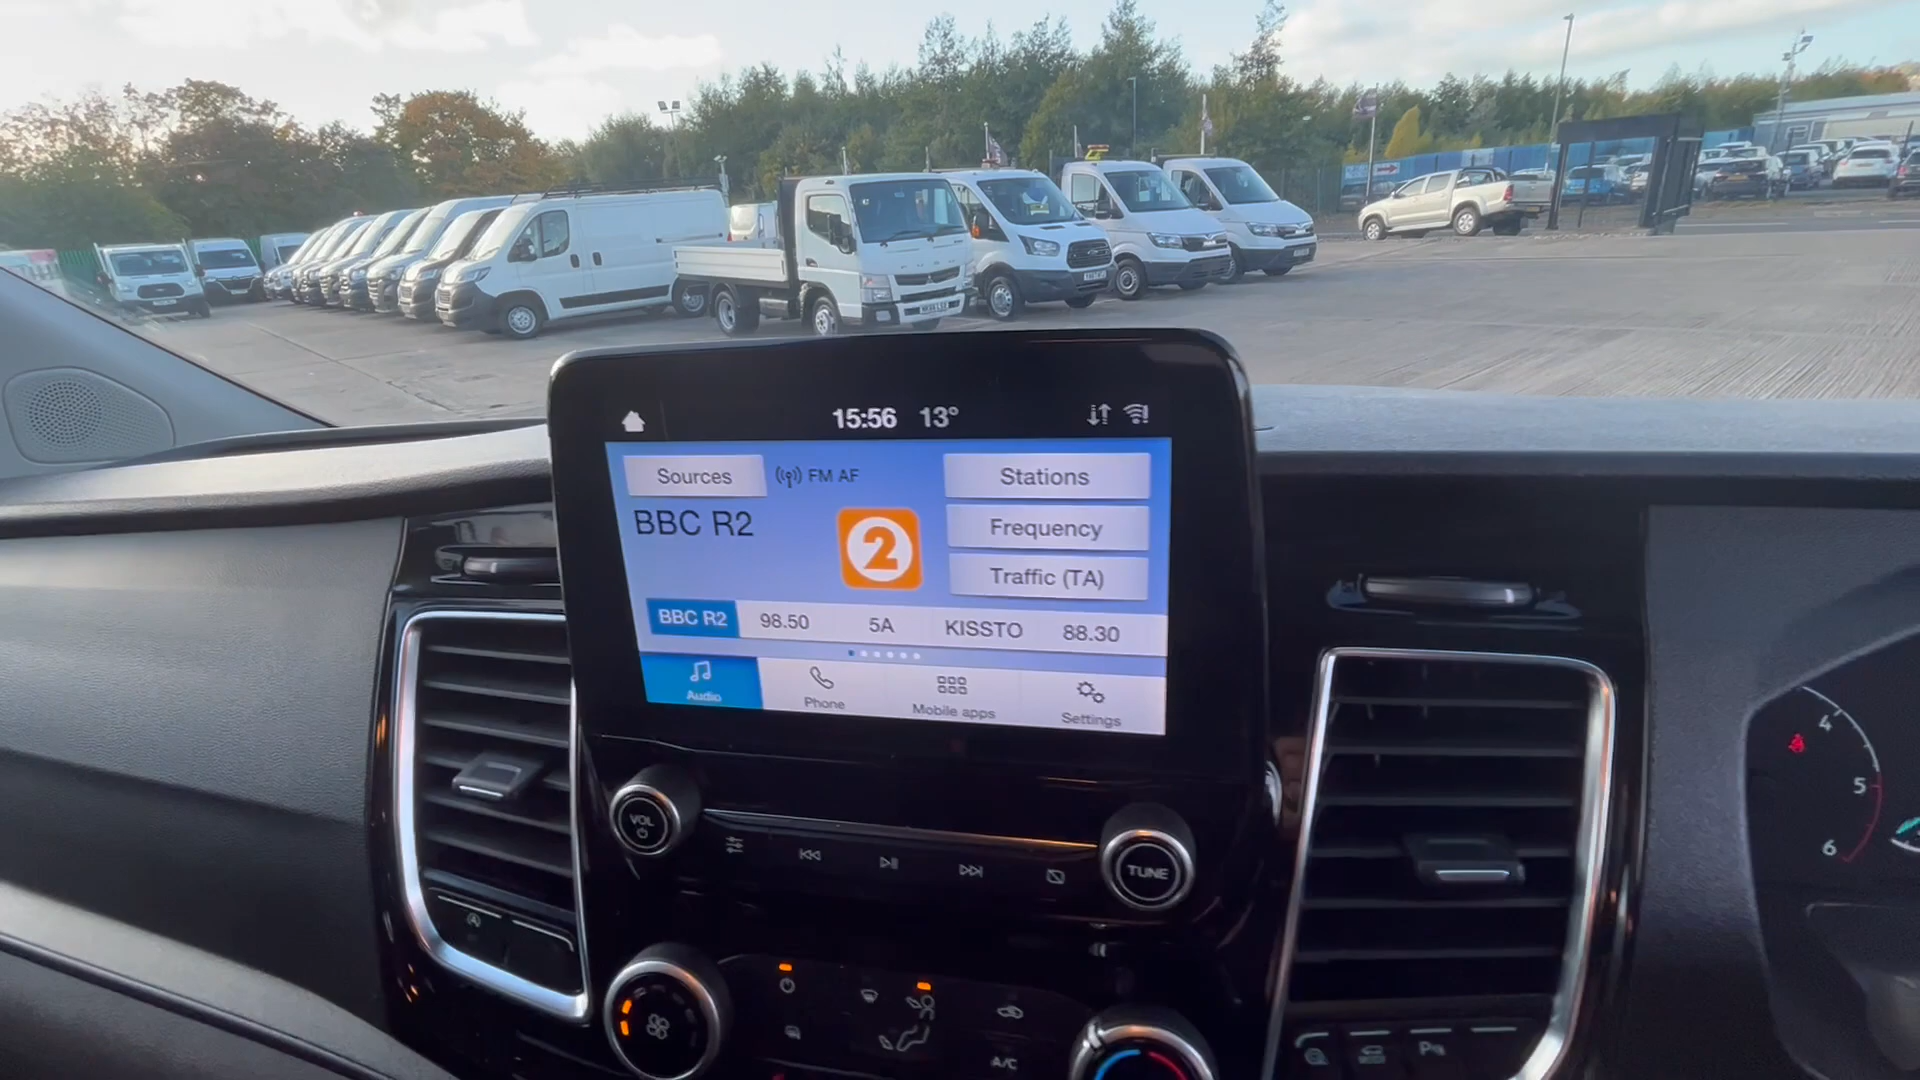 15:56 13°
Sources FM AF Stations
BBC R2
2
Frequency
Traffic (TA)
BBC R2 98.50 5A KISSTO 88.30
Audio Phone Mobile apps Settings
VOL
TUNE
A/C
4
5
6